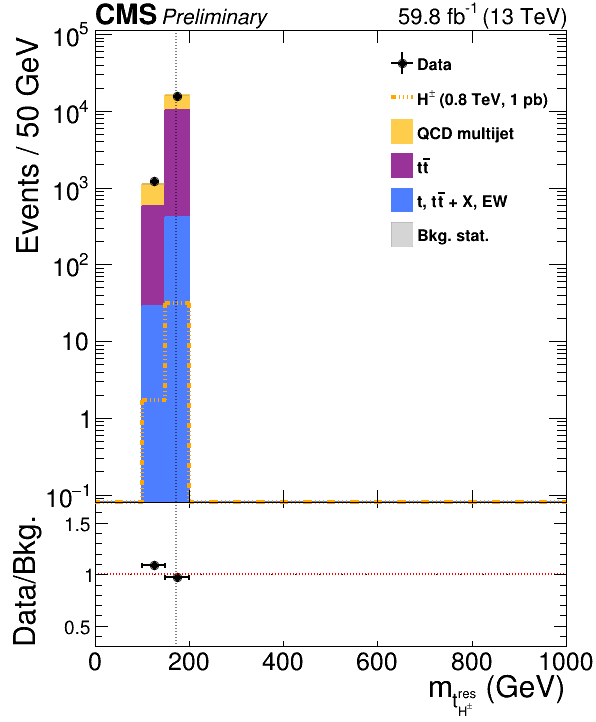 CMS Preliminary 59.8 fb⁻¹ (13 TeV)
Events / 50 GeV
10⁵
10⁴
10³
10²
10
1
10⁻¹
Data
H± (0.8 TeV, 1 pb)
QCD multijet
tt̄
t, tt̄ + X, EW
Bkg. stat.
Data/Bkg.
1.5
1
0.5
0 200 400 600 800 1000
m_{t^{res}_{H^±}} (GeV)